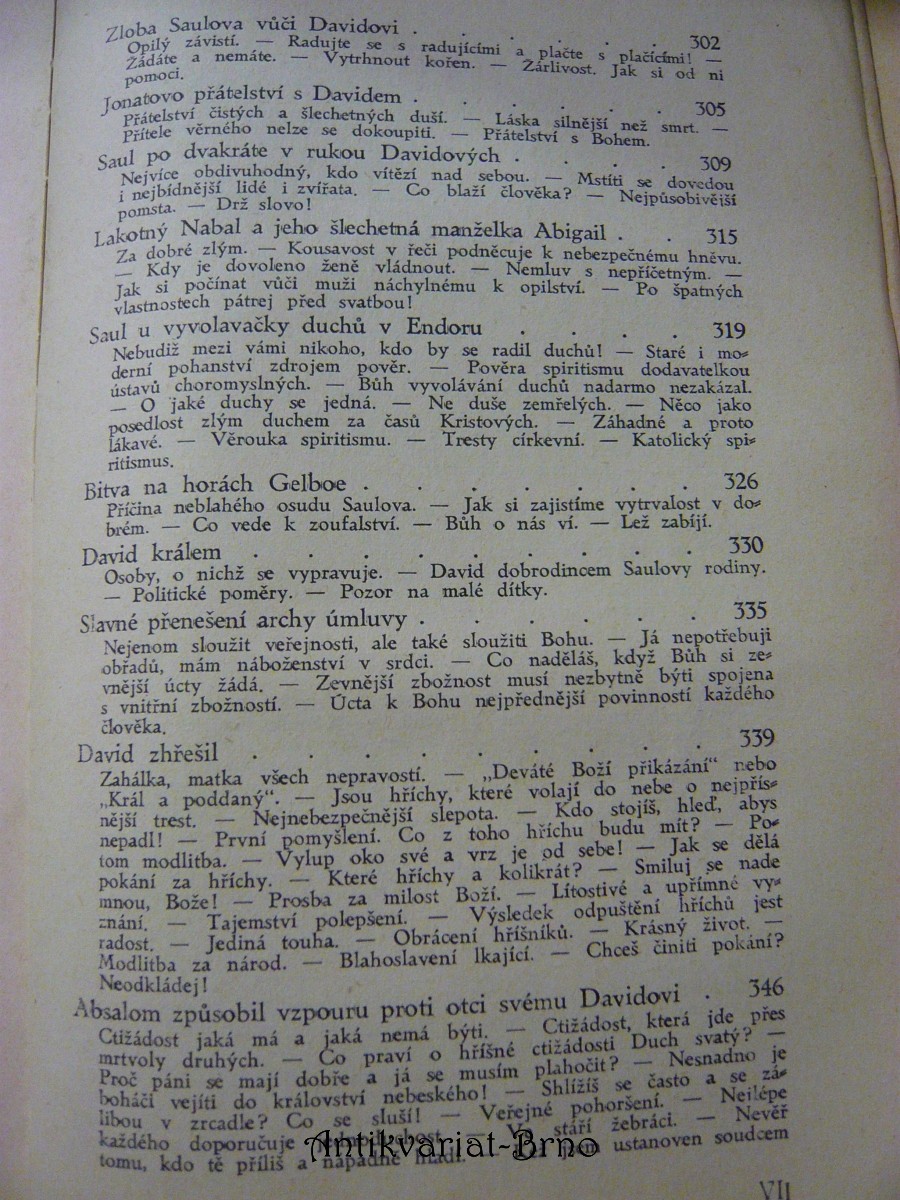 Zloba Saulova vůči Davidovi . . . . . . 302
Opilý závistí. — Radujte se s radujícími a plačte s plačícími! —
Žádáte a nemáte. — Vytrhnout kořen. — Žárlivost. Jak si od ní
pomoci.
Jonatovo přátelství s Davidem . . . . . . 305
Přátelství čistých a šlechetných duší. — Láska silnější než smrt. —
Přítele věrného nelze se dokoupiti. — Přátelství s Bohem.
Saul po dvakráte v rukou Davidových . . . . 309
Nejvíce obdivuhodný, kdo vítězí nad sebou. — Mstíti se dovedou
i nejbídnější lidé i zvířata. — Co blaží člověka? — Nejpůsobivější
pomsta. — Drž slovo!
Lakotný Nabal a jeho šlechetná manželka Abigail . . 315
Za dobré zlým. — Kousavost v řeči podněcuje k nebezpečnému hněvu.
— Kdy je dovoleno ženě vládnout. — Nemluv s nepříčetným. —
Jak si počínat vůči muži náchylnému k opilství. — Po špatných
vlastnostech pátrej před svatbou!
Saul u vyvolavačky duchů v Endoru . . . . 319
Nebudiž mezi vámi nikoho, kdo by se radil duchů! — Staré i mo-
derní pohanství zdrojem pověr. — Pověra spiritismu dodavatelkou
ústavů choromyslných. — Bůh vyvolávání duchů nadarmo nezakázal.
— O jaké duchy se jedná. — Ne duše zemřelých. — Něco jako
posedlost zlým duchem za časů Kristových. — Záhadné a proto
lákavé. — Věrouka spiritismu. — Tresty církevní. — Katolický spi-
ritismus.
Bitva na horách Gelboe . . . . . . . 326
Příčina neblahého osudu Saulova. — Jak si zajistíme vytrvalost v do-
brém. — Co vede k zoufalství. — Bůh o nás ví. — Lež zabíjí.
David králem . . . . . . . . . 330
Osoby, o nichž se vypravuje. — David dobrodincem Saulovy rodiny.
— Politické poměry. — Pozor na malé dítky.
Slavné přenešení archy úmluvy . . . . . . 335
Nejenom sloužit veřejnosti, ale také sloužiti Bohu. — Já nepotřebuji
obřadů, mám náboženství v srdci. — Co naděláš, když Bůh si ze-
vnější úcty žádá. — Zevnější zbožnost musí nezbytně býti spojena
s vnitřní zbožností. — Úcta k Bohu nejpřednější povinností každého
člověka.
David zhřešil . . . . . . . . . 339
Zahálka, matka všech nepravostí. — „Deváté Boží přikázání“ nebo
„Král a poddaný“. — Jsou hříchy, které volají do nebe o nejpřís-
nější trest. — Nejnebezpečnější slepota. — Kdo stojíš, hleď, abys
nepadl! — První pomyšlení. Co z toho hříchu budu mít? — Po-
tom modlitba. — Vylup oko své a vrz je od sebe! — Jak se dělá
pokání za hříchy. — Které hříchy a kolikrát? — Smiluj se nade
mnou, Bože! — Prosba za milost Boží. — Lítostivé a upřímné vy-
znání. — Tajemství polepšení. — Výsledek odpuštění hříchů jest
radost. — Jediná touha. — Obrácení hříšníků. — Krásný život. —
Modlitba za národ. — Blahoslavení lkající. — Chceš činiti pokání?
Neodkládej!
Absalom způsobil vzpouru proti otci svému Davidovi . 346
Ctižádost jaká má a jaká nemá býti. — Ctižádost, která jde přes
mrtvoly druhých. — Co praví o hříšné ctižádosti Duch svatý? —
Proč páni se mají dobře a já se musím plahočit? — Nesnadno je
boháči vejíti do království nebeského! — Shlížíš se často a se zá-
libou v zrcadle? Co se sluší! — Veřejné pohoršení. — Nejlépe
každého doporučuje jednoduchost. — Ve stáří žebráci. — Nevěř
tomu, kdo tě příliš a nápadně hladí. — ustanoven soudcem
Antikvariat-Brno
VII